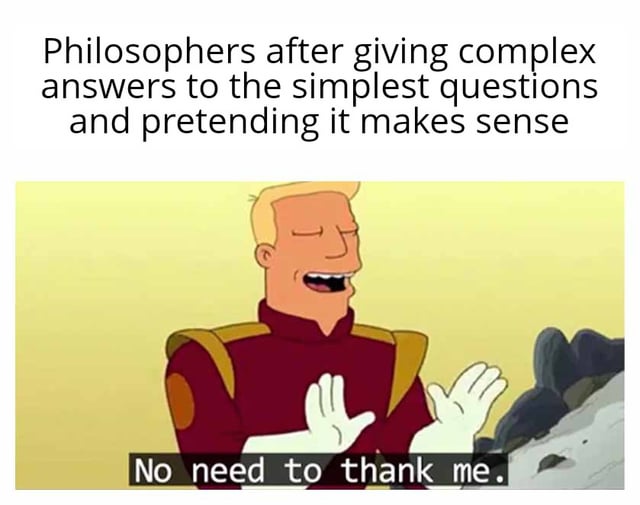 Philosophers after giving complex
answers to the simplest questions
and pretending it makes sense
No need to thank me.